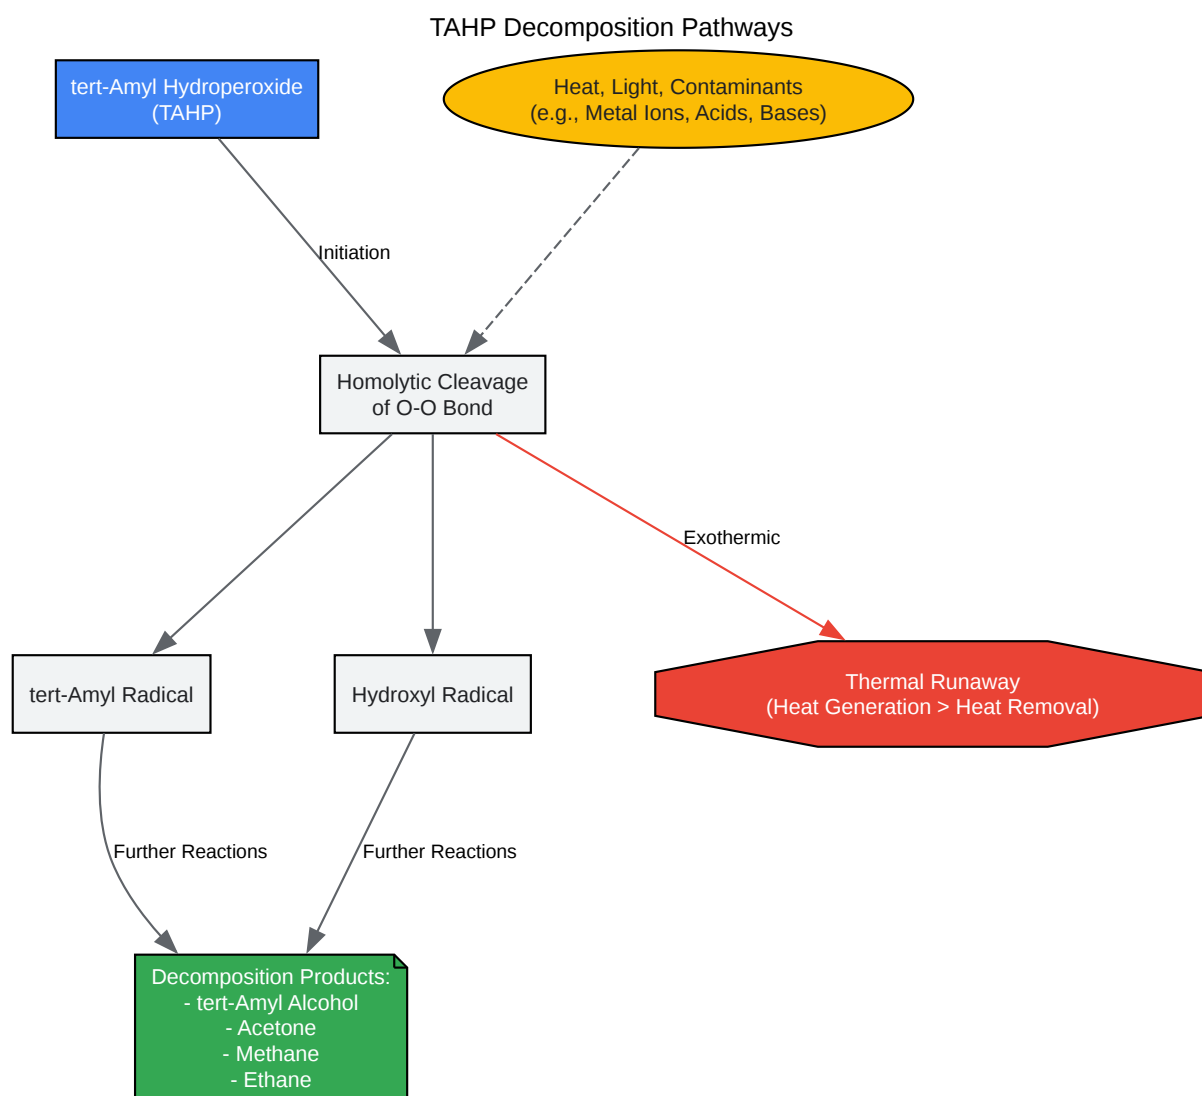 TAHP Decomposition Pathways
tert-Amyl Hydroperoxide
(TAHP)
Heat, Light, Contaminants
(e.g., Metal Ions, Acids, Bases)
Initiation
Homolytic Cleavage
of O-O Bond
Exothermic
tert-Amyl Radical
Hydroxyl Radical
Thermal Runaway
(Heat Generation > Heat Removal)
Further Reactions
Further Reactions
Decomposition Products:
- tert-Amyl Alcohol
- Acetone
- Methane
- Ethane